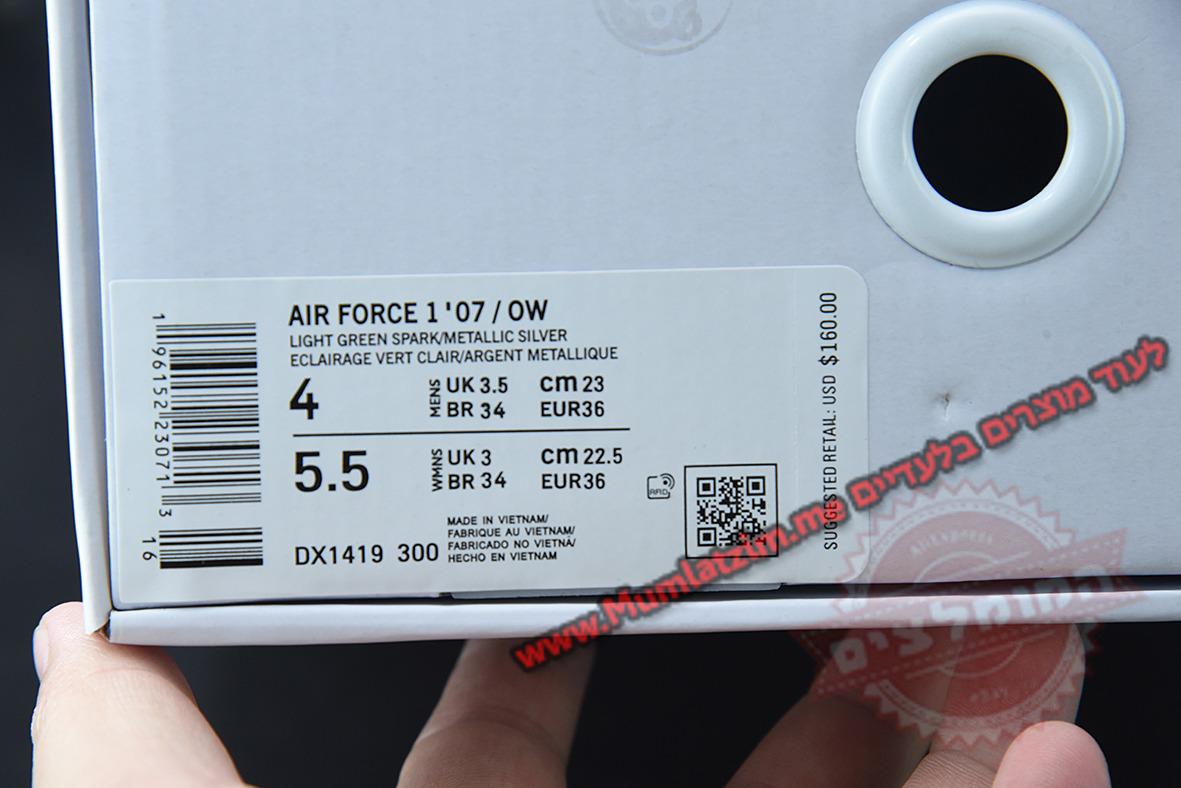 AIR FORCE 1 '07 / OW
LIGHT GREEN SPARK/METALLIC SILVER
ECLAIRAGE VERT CLAIR/ARGENT METALLIQUE
4 MENS UK 3.5 cm 23
BR 34 EUR36
5.5 WMNS UK 3 cm 22.5
BR 34 EUR36
DX1419 300
MADE IN VIETNAM/
FABRIQUE AU VIETNAM/
FABRICADO NO VIETNÃ/
HECHO EN VIETNAM
RFID
1 96152 23071 3
16
SUGGESTED RETAIL: USD $160.00
לעוד מוצרים בלעדיים www.Mumlatzim.me
ALIEXPRESS
המומלצים
ebay